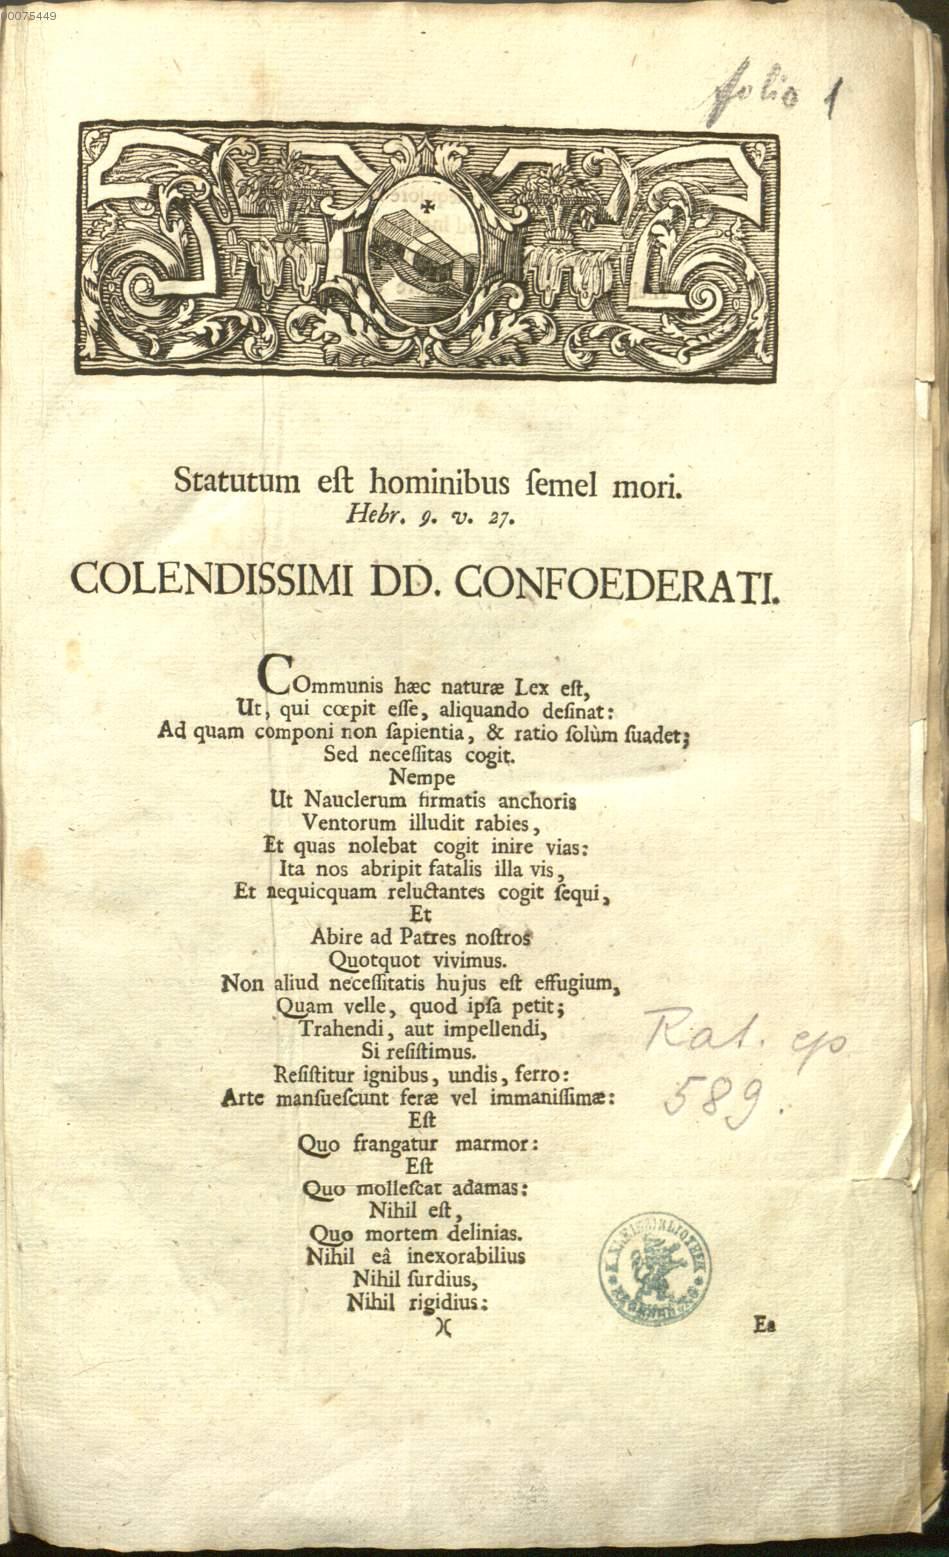 00075449
folio 1
Statutum eſt hominibus ſemel mori.
Hebr. 9. v. 27.
COLENDISSIMI DD. CONFOEDERATI.
COmmunis hæc naturæ Lex eſt,
Ut, qui cœpit eſſe, aliquando deſinat:
Ad quam componi non ſapientia, & ratio ſolùm ſuadet;
Sed neceſſitas cogit.
Nempe
Ut Nauclerum firmatis anchoris
Ventorum illudit rabies,
Et quas nolebat cogit inire vias:
Ita nos abripit fatalis illa vis,
Et nequicquam reluctantes cogit ſequi,
Et
Abire ad Patres noſtros
Quotquot vivimus.
Non aliud neceſſitatis hujus eſt effugium,
Quam velle, quod ipſa petit;
Trahendi, aut impellendi,
Si reſiſtimus.
Reſiſtitur ignibus, undis, ferro:
Arte manſueſcunt feræ vel immaniſſimæ:
Eſt
Quo frangatur marmor:
Eſt
Quo molleſcat adamas:
Nihil eſt,
Quo mortem delinias.
Nihil eâ inexorabilius
Nihil ſurdius,
Nihil rigidius:
)(
Ea
Rat. ep
589.
K. KREISBIBLIOTHEK
REGENSBURG